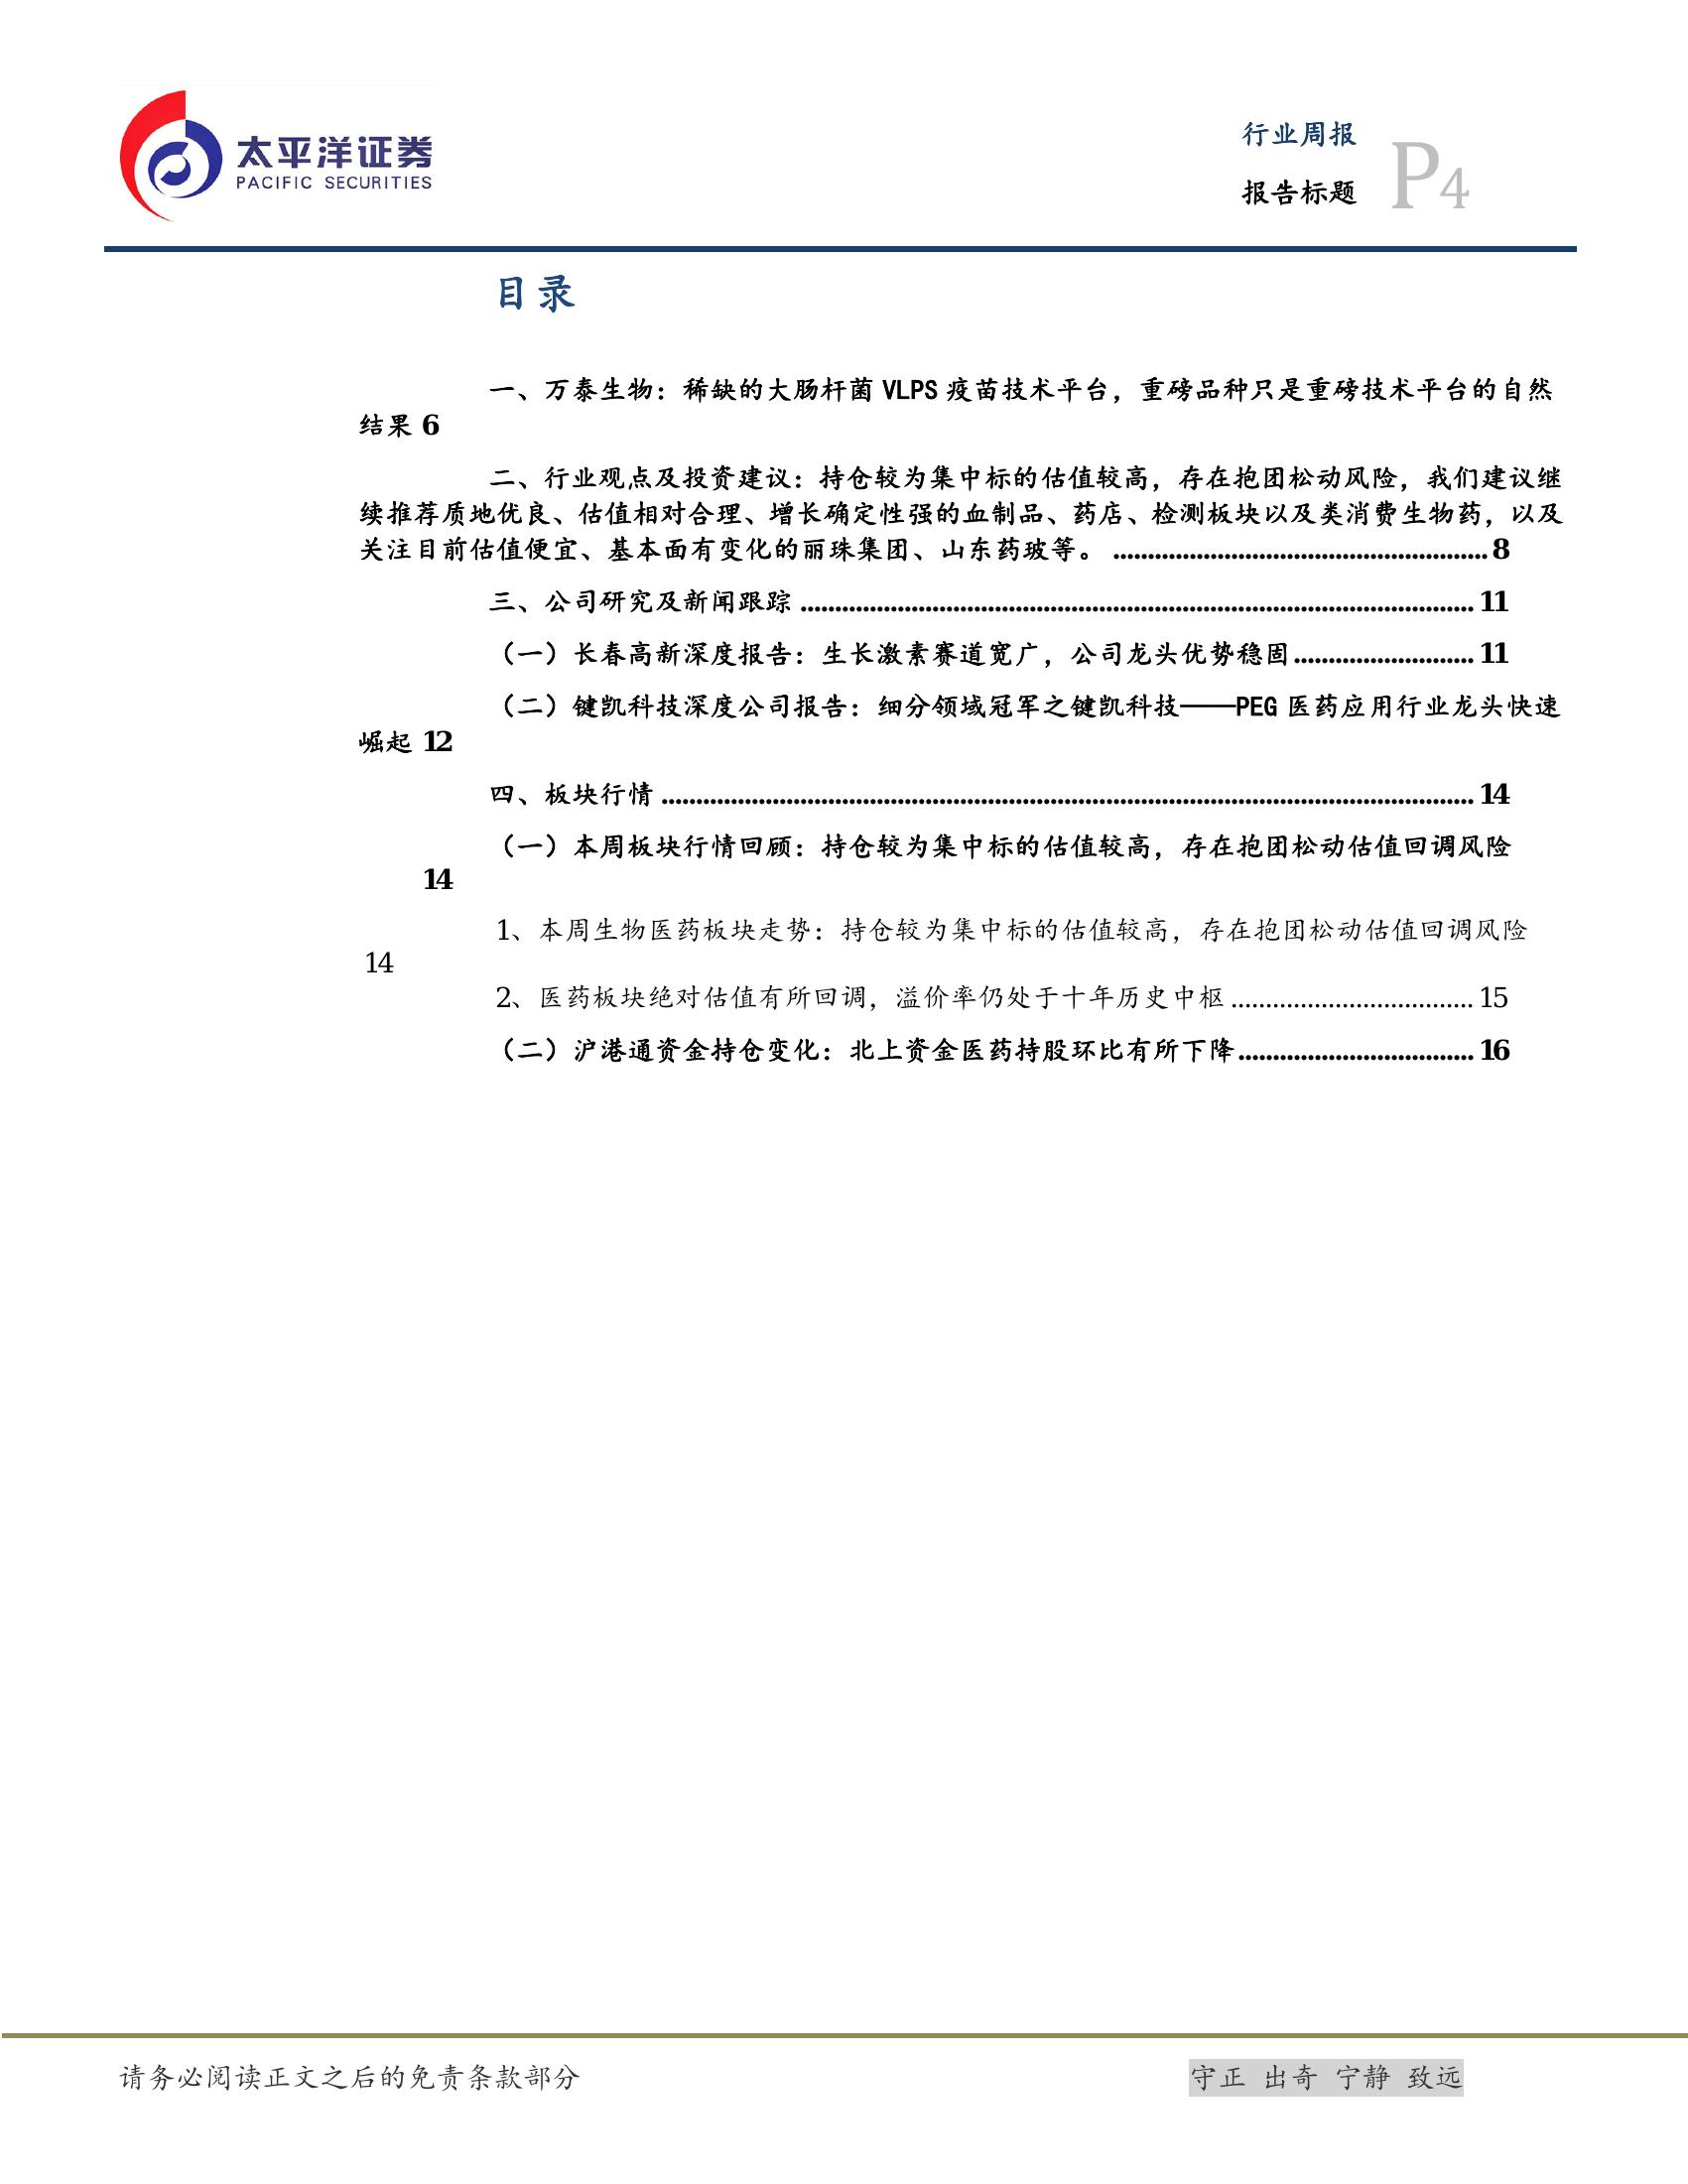 太平洋证券
PACIFIC SECURITIES
行业周报
报告标题
P4
目录
一、万泰生物：稀缺的大肠杆菌 VLPS 疫苗技术平台，重磅品种只是重磅技术平台的自然
结果 6
二、行业观点及投资建议：持仓较为集中标的估值较高，存在抱团松动风险，我们建议继
续推荐质地优良、估值相对合理、增长确定性强的血制品、药店、检测板块以及类消费生物药，以及
关注目前估值便宜、基本面有变化的丽珠集团、山东药玻等。 ...................................................... 8
三、公司研究及新闻跟踪 ................................................................................................. 11
（一）长春高新深度报告：生长激素赛道宽广，公司龙头优势稳固.......................... 11
（二）键凯科技深度公司报告：细分领域冠军之键凯科技——PEG 医药应用行业龙头快速
崛起 12
四、板块行情 ..................................................................................................................... 14
（一）本周板块行情回顾：持仓较为集中标的估值较高，存在抱团松动估值回调风险
14
1、本周生物医药板块走势：持仓较为集中标的估值较高，存在抱团松动估值回调风险
14
2、医药板块绝对估值有所回调，溢价率仍处于十年历史中枢 ................................... 15
（二）沪港通资金持仓变化：北上资金医药持股环比有所下降.................................. 16
请务必阅读正文之后的免责条款部分
守正 出奇 宁静 致远